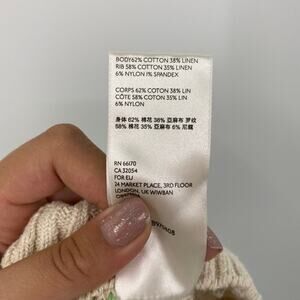 BODY62% COTTON 38% LINEN
RIB 58% COTTON 35% LINEN
6% NYLON 1% SPANDEX
CORPS 62% COTON 38% LIN
CÔTE 58% COTON 35% LIN
6% NYLON
身体 62% 棉花 38% 亚麻布 罗纹
58% 棉花 35% 亚麻布 6% 尼龙
RN 66170
CA 32054
FOR EU
24 MARKET PLACE, 3RD FLOOR
LONDON, UK W1W8AN